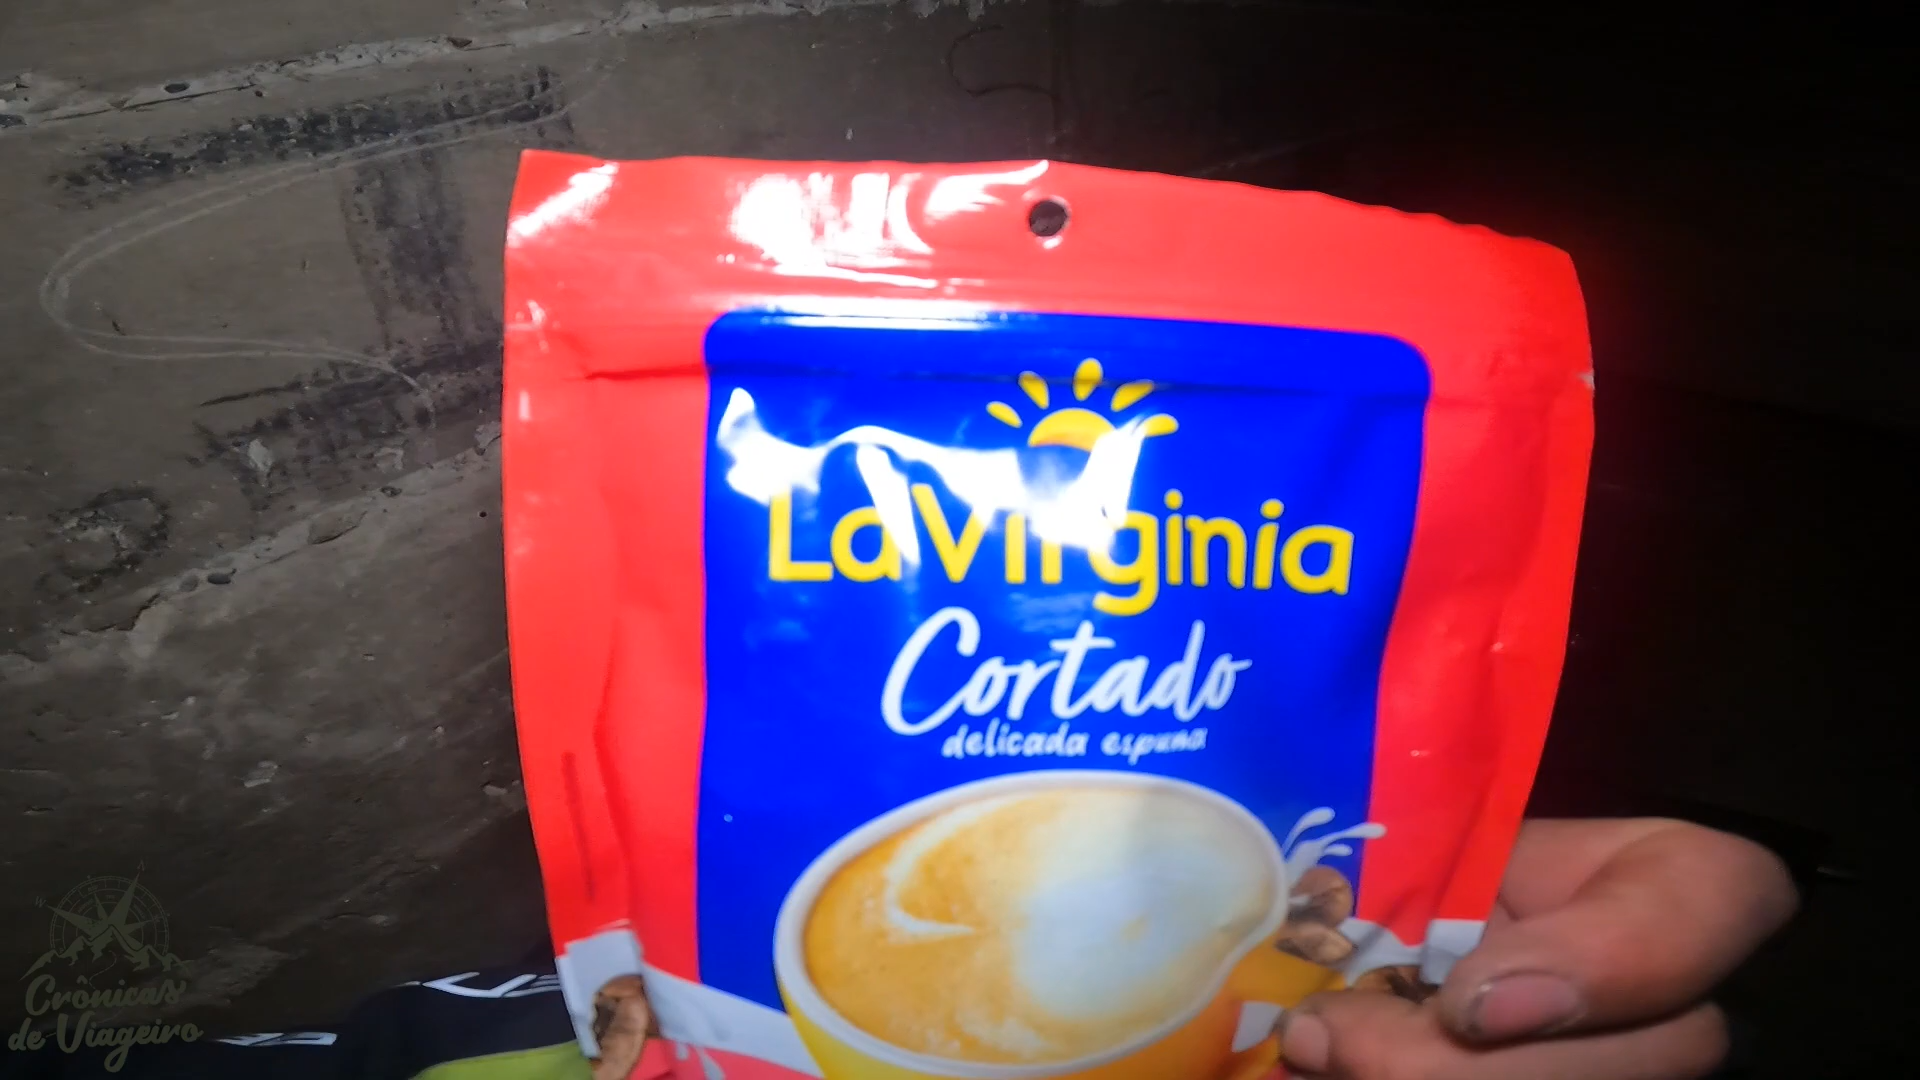 LaVirginia
Cortado
delicada espuma
Crônicas
de Viageiro